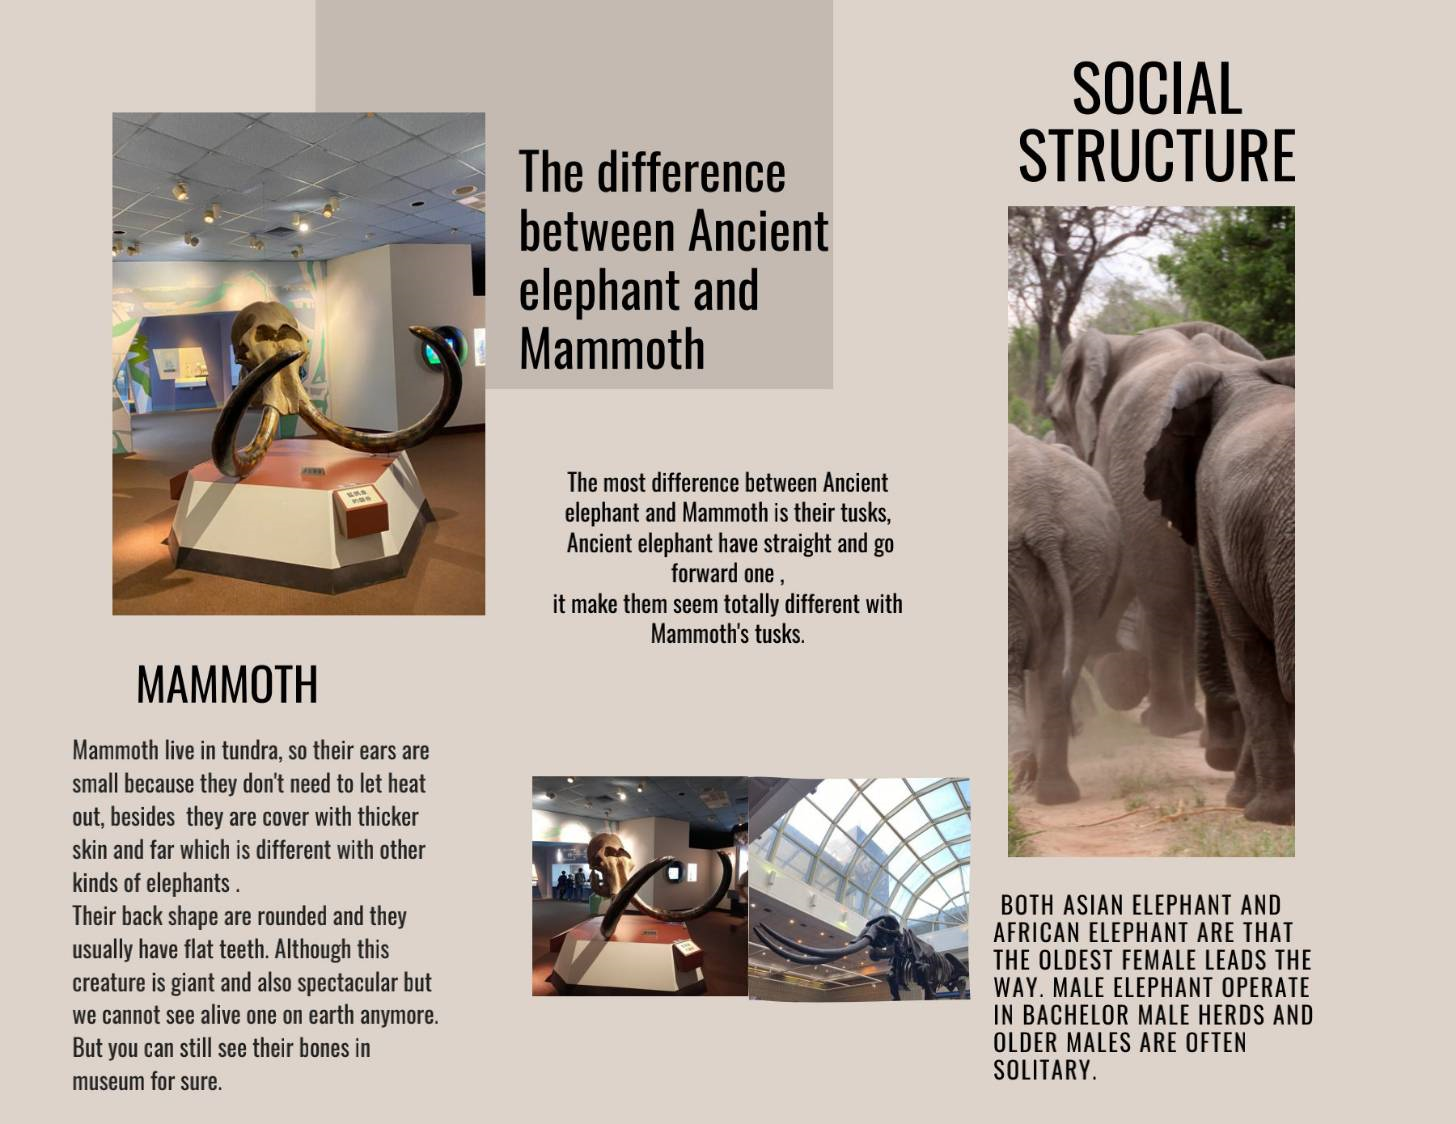 MAMMOTH
Mammoth live in tundra, so their ears are
small because they don't need to let heat
out, besides  they are cover with thicker
skin and far which is different with other
kinds of elephants .
Their back shape are rounded and they
usually have flat teeth. Although this
creature is giant and also spectacular but
we cannot see alive one on earth anymore.
But you can still see their bones in
museum for sure.
The difference
between Ancient
elephant and
Mammoth
The most difference between Ancient
elephant and Mammoth is their tusks,
Ancient elephant have straight and go
forward one ,
it make them seem totally different with
Mammoth's tusks.
SOCIAL
STRUCTURE
BOTH ASIAN ELEPHANT AND
AFRICAN ELEPHANT ARE THAT
THE OLDEST FEMALE LEADS THE
WAY. MALE ELEPHANT OPERATE
IN BACHELOR MALE HERDS AND
OLDER MALES ARE OFTEN
SOLITARY.